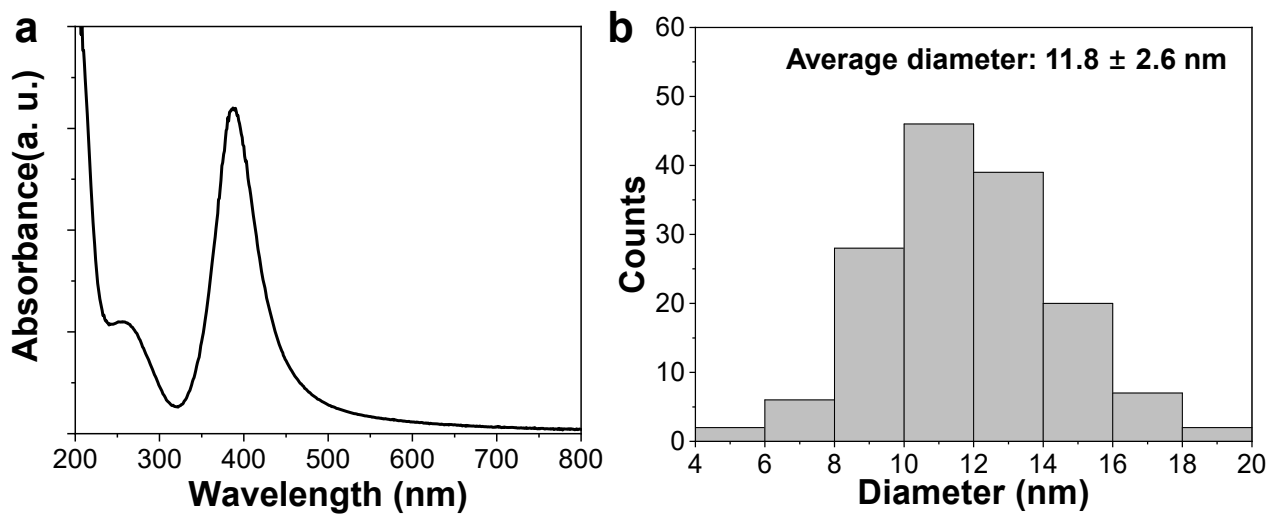 a
Absorbance(a. u.)
200 300 400 500 600 700 800
Wavelength (nm)
b
Average diameter: 11.8 ± 2.6 nm
Counts
60
50
40
30
20
10
0
4 6 8 10 12 14 16 18 20
Diameter (nm)